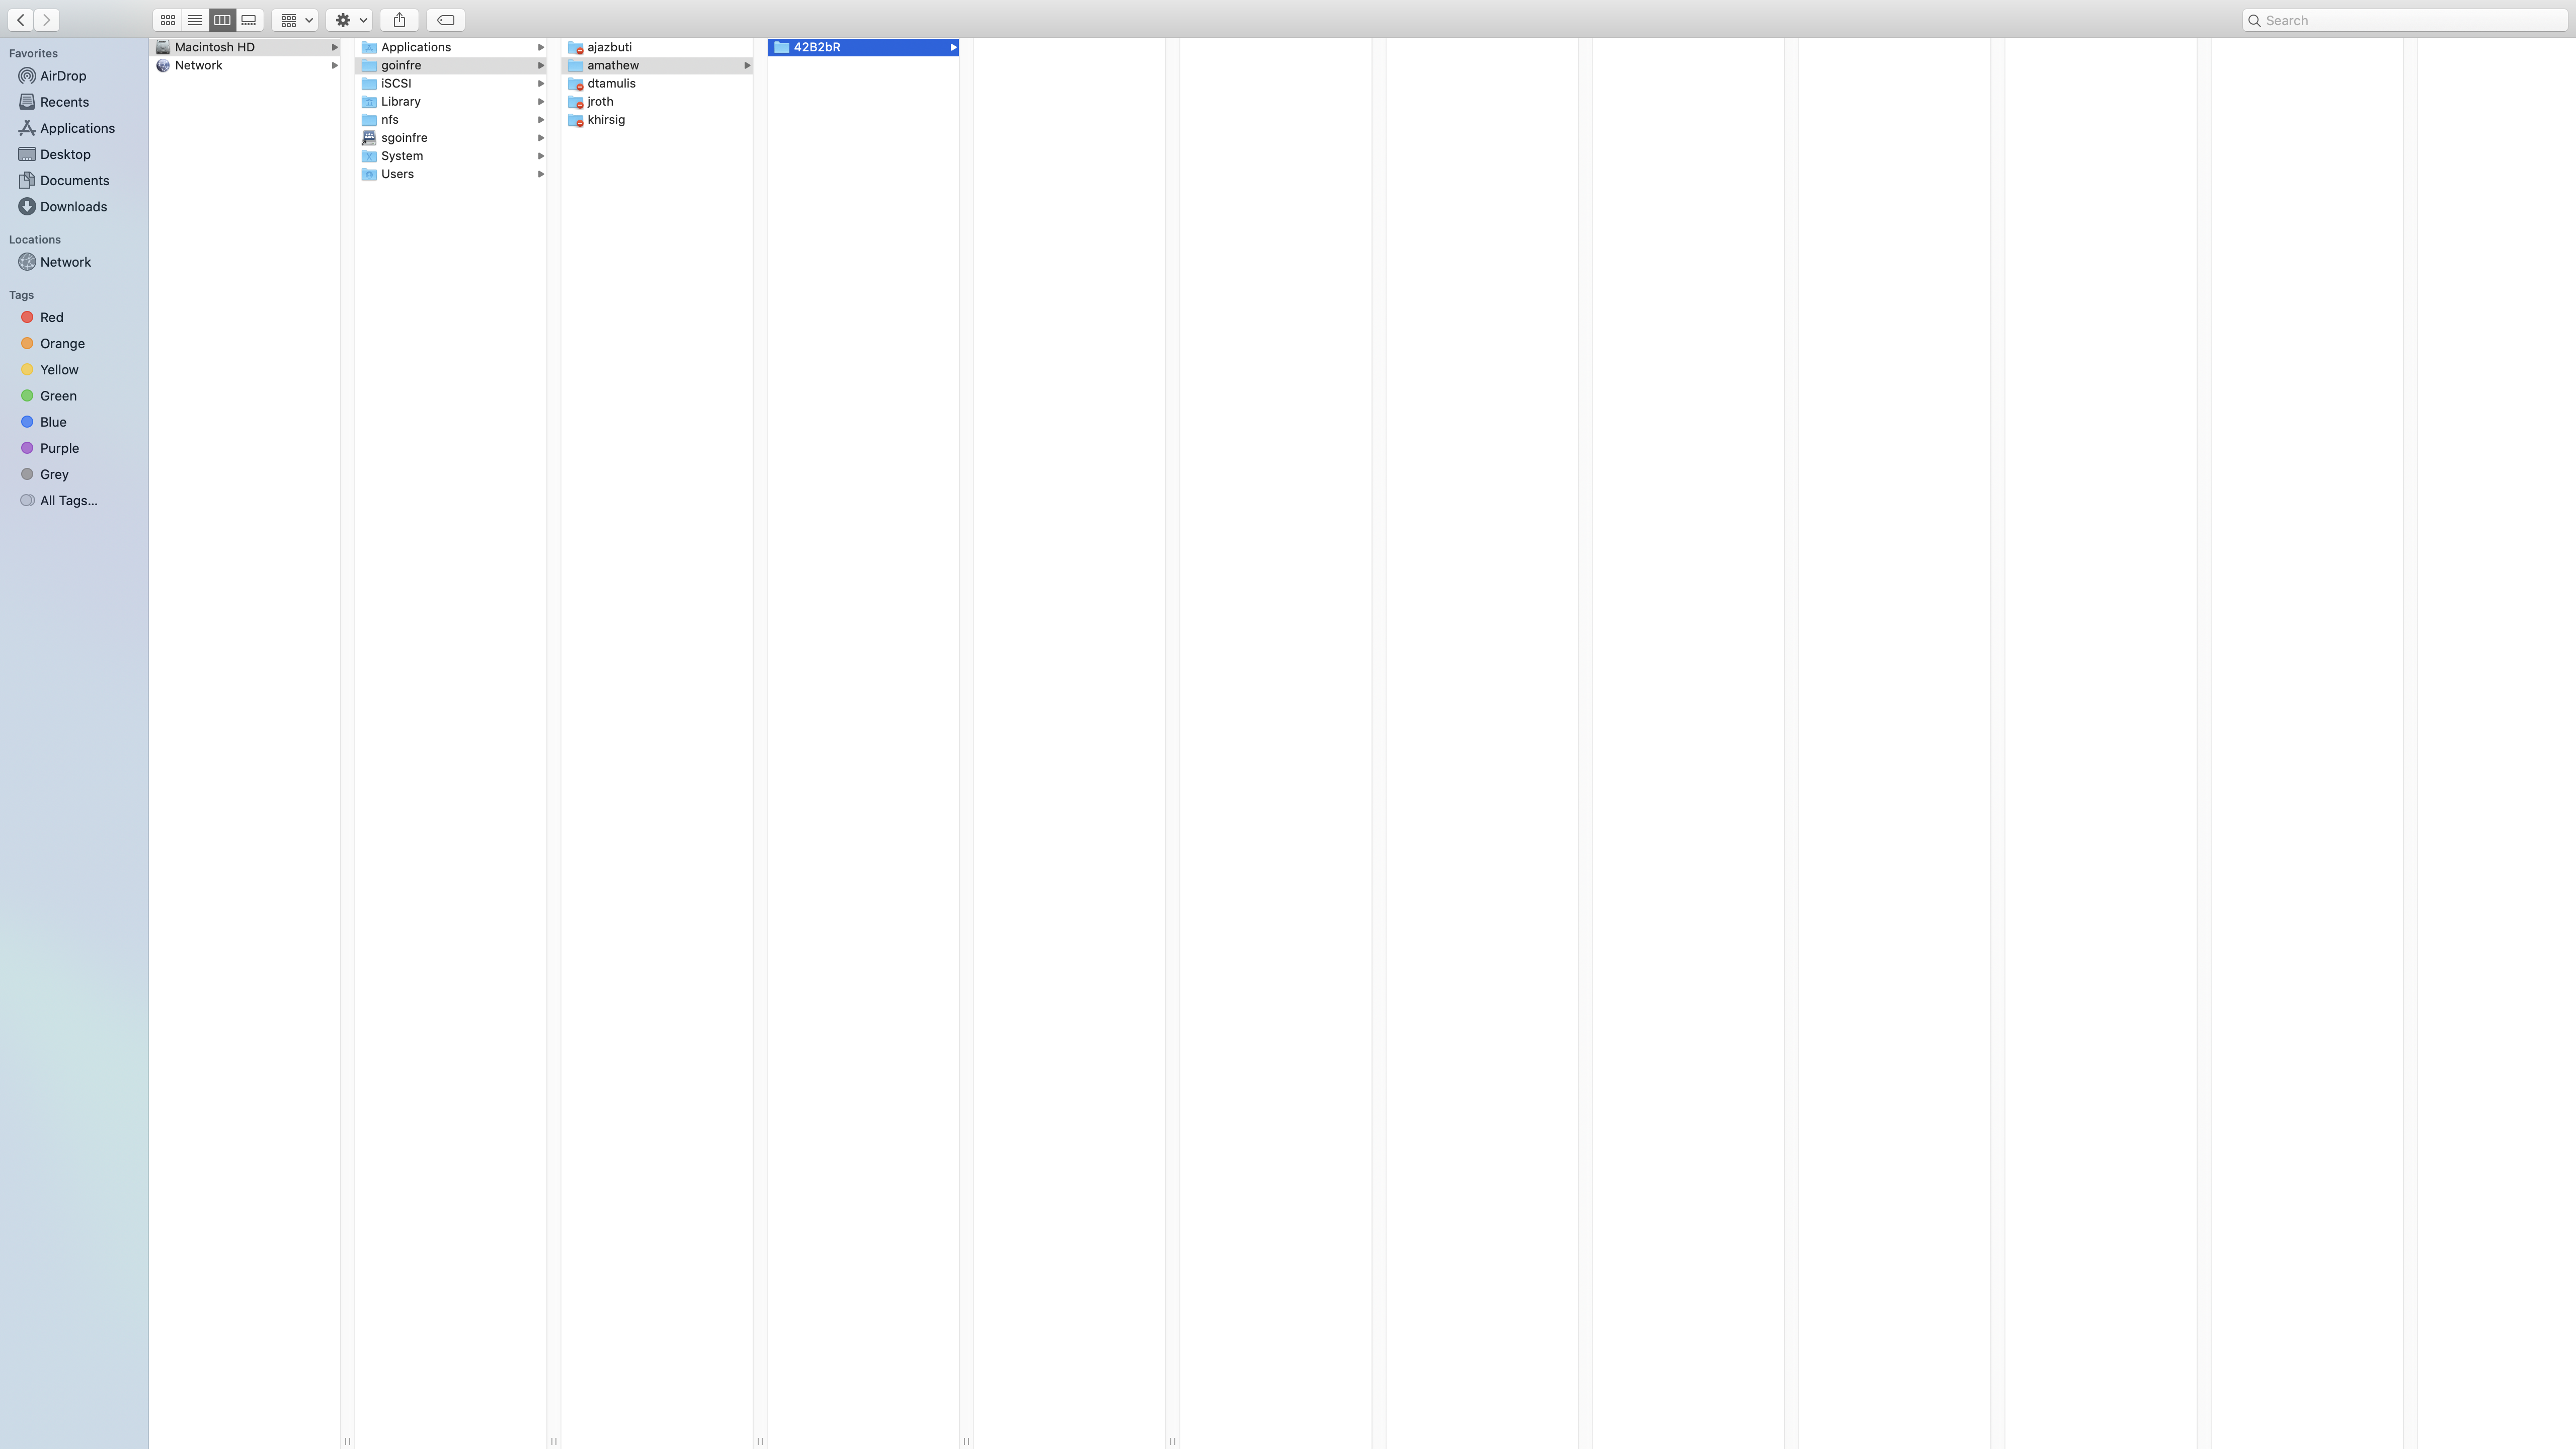 Search
Favorites
AirDrop
Recents
Applications
Desktop
Documents
Downloads
Locations
Network
Tags
Red
Orange
Yellow
Green
Blue
Purple
Grey
All Tags...
Macintosh HD
Network
Applications
goinfre
iSCSI
Library
nfs
sgoinfre
System
Users
ajazbuti
amathew
dtamulis
jroth
khirsig
42B2bR